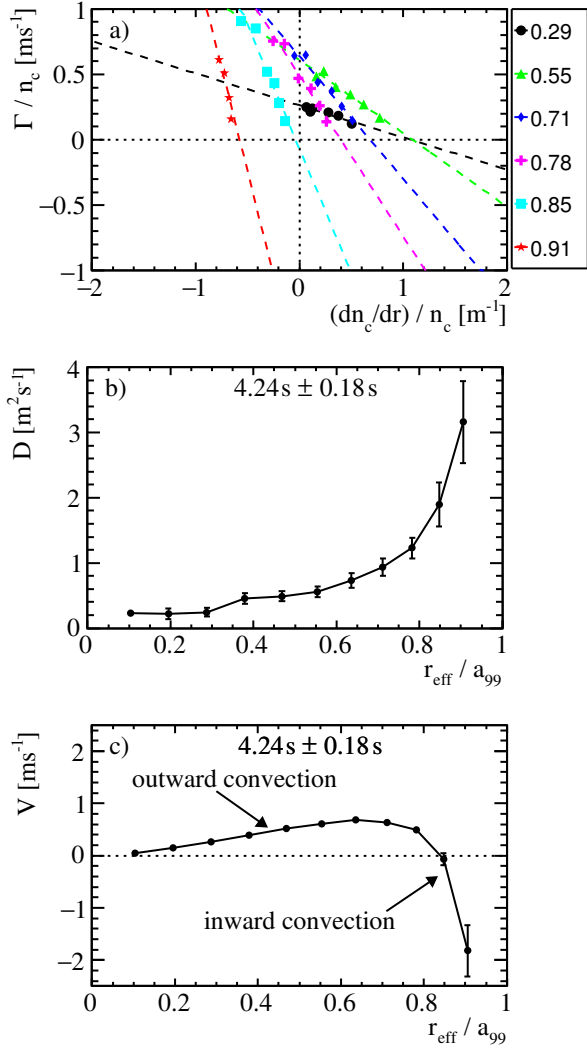 a)
Γ / n_c [ms⁻¹]
1
0.5
0
−0.5
−1
−2
−1
0
1
2
(dn_c/dr) / n_c [m⁻¹]
0.29
0.55
0.71
0.78
0.85
0.91
b)
4.24s ± 0.18s
D [m²s⁻¹]
4
3
2
1
0
0
0.2
0.4
0.6
0.8
1
r_eff / a_99
c)
4.24s ± 0.18s
V [ms⁻¹]
2
1
0
−1
−2
outward convection
inward convection
0
0.2
0.4
0.6
0.8
1
r_eff / a_99